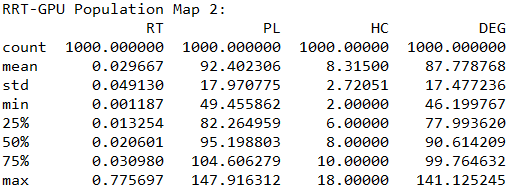 RRT-GPU Population Map 2:
RT PL HC DEG
count 1000.000000 1000.000000 1000.00000 1000.000000
mean 0.029667 92.402306 8.31500 87.778768
std 0.049130 17.970775 2.72051 17.477236
min 0.001187 49.455862 2.00000 46.199767
25% 0.013254 82.264959 6.00000 77.993620
50% 0.020601 95.198803 8.00000 90.614209
75% 0.030980 104.606279 10.00000 99.764632
max 0.775697 147.916312 18.00000 141.125245